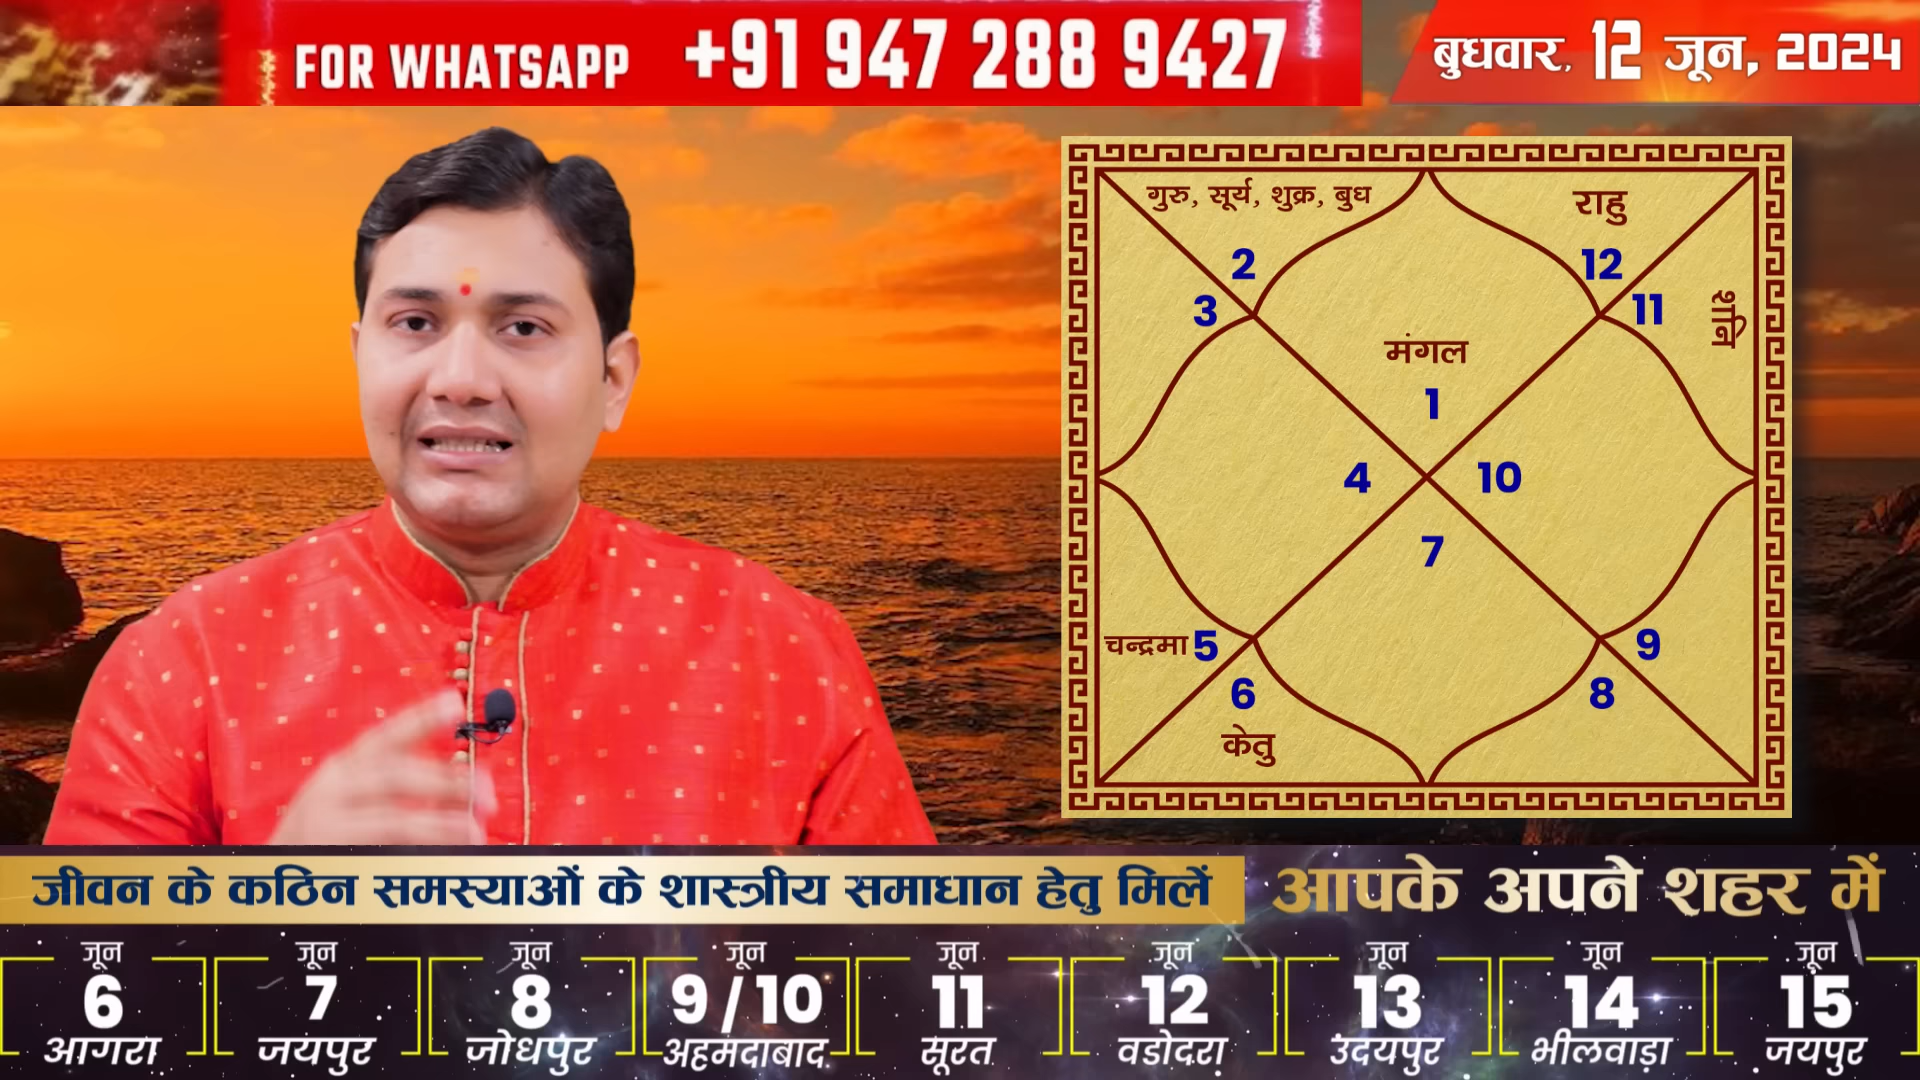 FOR WHATSAPP +91 947 288 9427
बुधवार, 12 जून, 2024
गुरु, सूर्य, शुक्र, बुध
राहु
2
12
3
11
शनि
मंगल
1
4
10
7
चन्द्रमा 5
9
6
8
केतु
जीवन के कठिन समस्याओं के शास्त्रीय समाधान हेतु मिलें
आपके अपने शहर में
जून
6
आगरा
जून
7
जयपुर
जून
8
जोधपुर
जून
9 / 10
अहमदाबाद
जून
11
सूरत
जून
12
वडोदरा
जून
13
उदयपुर
जून
14
भीलवाड़ा
जून
15
जयपुर